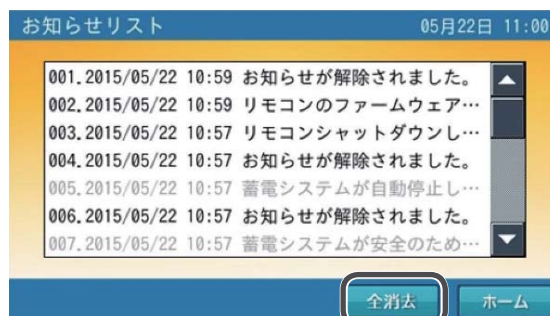 お知らせリスト 05月22日 11:00
001.2015/05/22 10:59 お知らせが解除されました。
002.2015/05/22 10:59 リモコンのファームウェア…
003.2015/05/22 10:57 リモコンシャットダウンし…
004.2015/05/22 10:57 お知らせが解除されました。
005.2015/05/22 10:57 蓄電システムが自動停止し…
006.2015/05/22 10:57 お知らせが解除されました。
007.2015/05/22 10:57 蓄電システムが安全のため…
全消去 ホーム